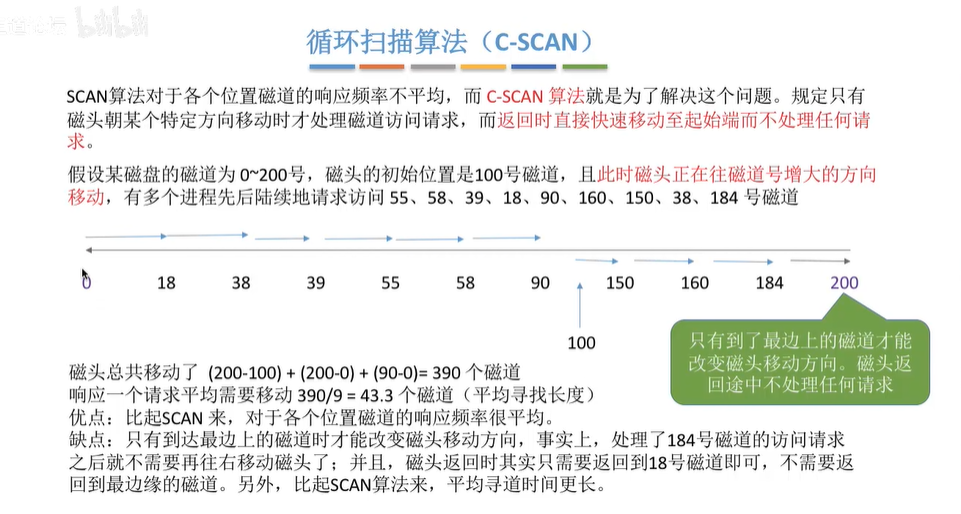 循环扫描算法（C-SCAN）
SCAN算法对于各个位置磁道的响应频率不平均，而 C-SCAN 算法就是为了解决这个问题。规定只有
磁头朝某个特定方向移动时才处理磁道访问请求，而返回时直接快速移动至起始端而不处理任何请
求。
假设某磁盘的磁道为 0~200号，磁头的初始位置是100号磁道，且此时磁头正在往磁道号增大的方向
移动，有多个进程先后陆续地请求访问 55、58、39、18、90、160、150、38、184 号磁道
0 18 38 39 55 58 90 150 160 184 200
100
只有到了最边上的磁道才能
改变磁头移动方向。磁头返
回途中不处理任何请求
磁头总共移动了 (200-100) + (200-0) + (90-0)= 390 个磁道
响应一个请求平均需要移动 390/9 = 43.3 个磁道（平均寻找长度）
优点：比起SCAN 来，对于各个位置磁道的响应频率很平均。
缺点：只有到达最边上的磁道时才能改变磁头移动方向，事实上，处理了184号磁道的访问请求
之后就不需要再往右移动磁头了；并且，磁头返回时其实只需要返回到18号磁道即可，不需要返
回到最边缘的磁道。另外，比起SCAN算法来，平均寻道时间更长。